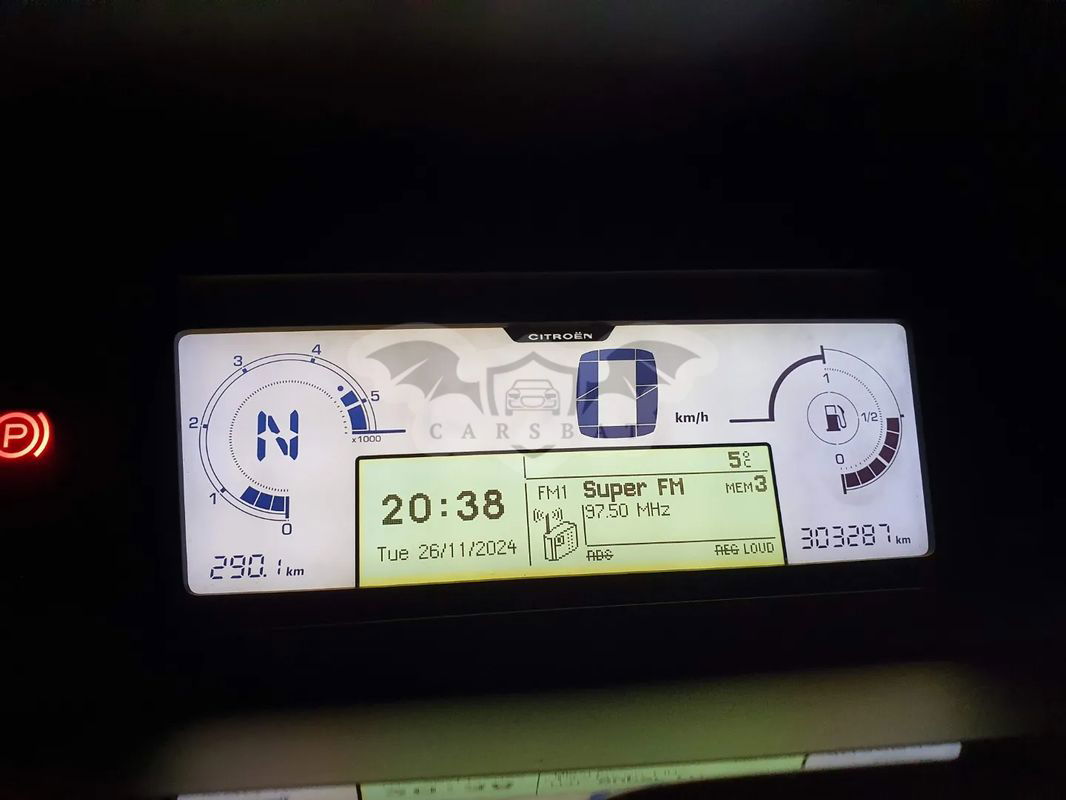 CITROËN
CARSBAT
3
4
2
5
1
0
x1000
N
0
km/h
1
1/2
0
P
20:38
Tue 26/11/2024
5°C
FM1 Super FM MEM3
97.50 MHz
RDS REG LOUD
290.1 km
303287 km